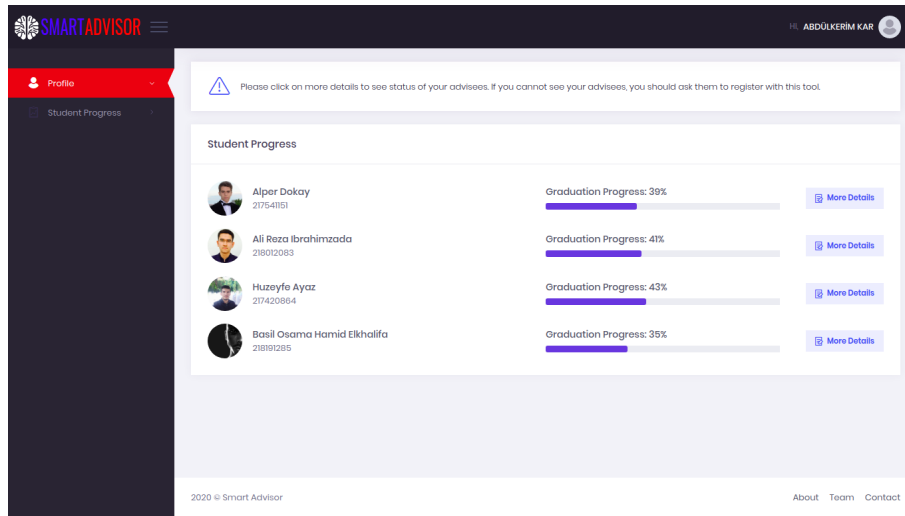 SMARTADVISOR
Hi, ABDÜLKERİM KAR
Profile
Student Progress
Please click on more details to see status of your advisees. If you cannot see your advisees, you should ask them to register with this tool.
Student Progress
Alper Dokay
217541151
Graduation Progress: 39%
More Details
Ali Reza Ibrahimzada
218012083
Graduation Progress: 41%
More Details
Huzeyfe Ayaz
217420864
Graduation Progress: 43%
More Details
Basil Osama Hamid Elkhalifa
218191285
Graduation Progress: 35%
More Details
2020 © Smart Advisor
About Team Contact